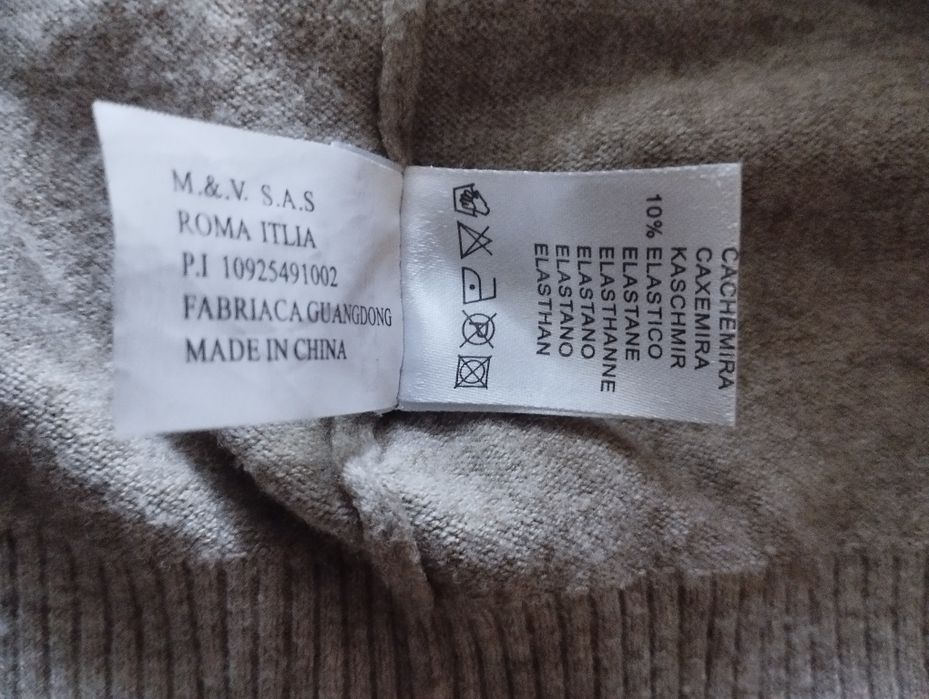 M.&.V. S.A.S
ROMA ITLIA
P.I 10925491002
FABRIACA GUANGDONG
MADE IN CHINA
CACHEMIRA
CAXEMIRA
KASCHMIR
10% ELASTICO
ELASTANE
ELASTHANNE
ELASTANO
ELASTANO
ELASTHAN
P